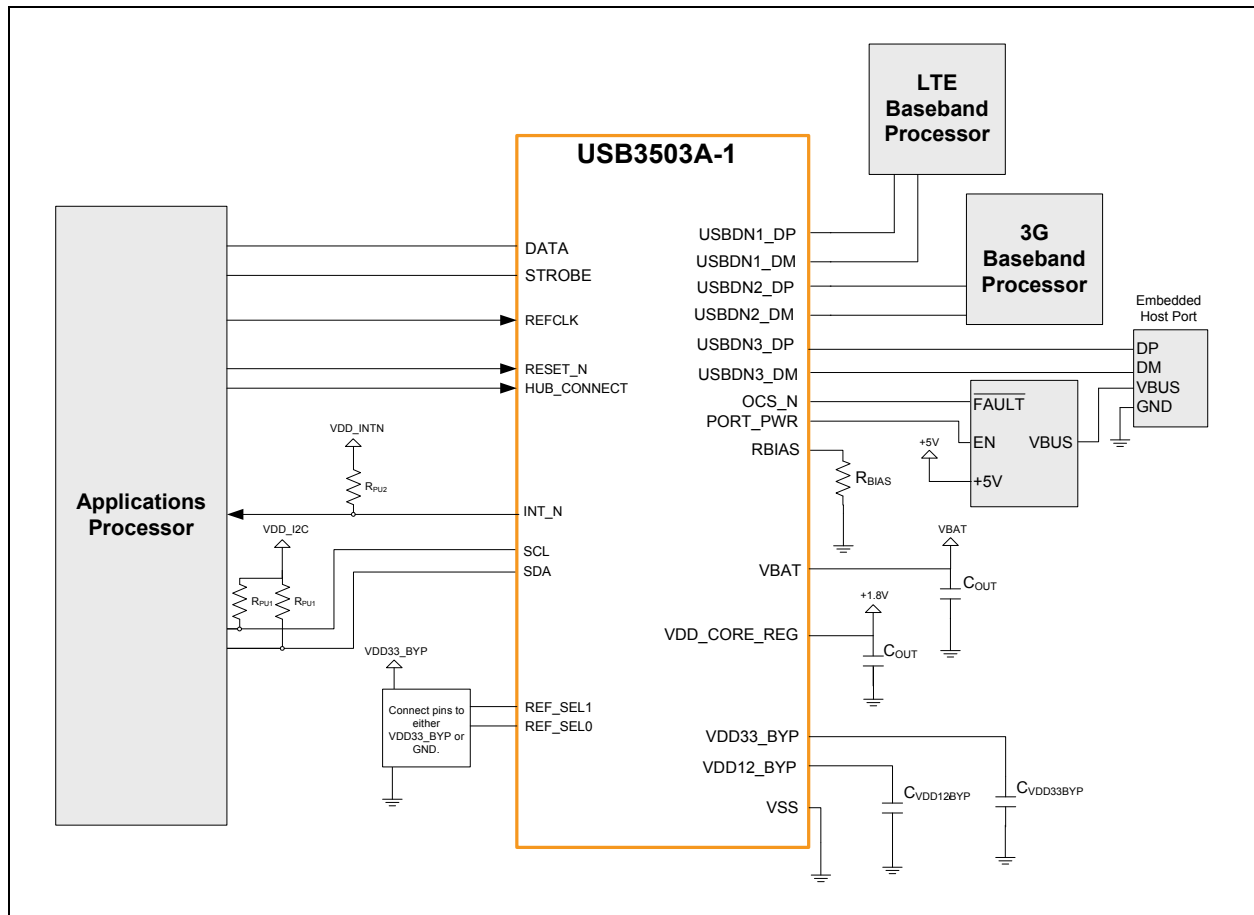 LTE
Baseband
Processor
USB3503A-1
3G
Baseband
Processor
Applications
Processor
DATA
STROBE
REFCLK
RESET_N
HUB_CONNECT
VDD_INTN
RPU2
INT_N
VDD_I2C
SCL
SDA
RPU1
RPU1
VDD33_BYP
Connect pins to
either
VDD33_BYP or
GND.
REF_SEL1
REF_SEL0
USBDN1_DP
USBDN1_DM
USBDN2_DP
USBDN2_DM
USBDN3_DP
USBDN3_DM
OCS_N
PORT_PWR
RBIAS
RBIAS
Embedded
Host Port
DP
DM
VBUS
GND
FAULT
EN
VBUS
+5V
+5V
VBAT
VBAT
COUT
+1.8V
VDD_CORE_REG
COUT
VDD33_BYP
VDD12_BYP
VSS
CVDD12BYP
CVDD33BYP